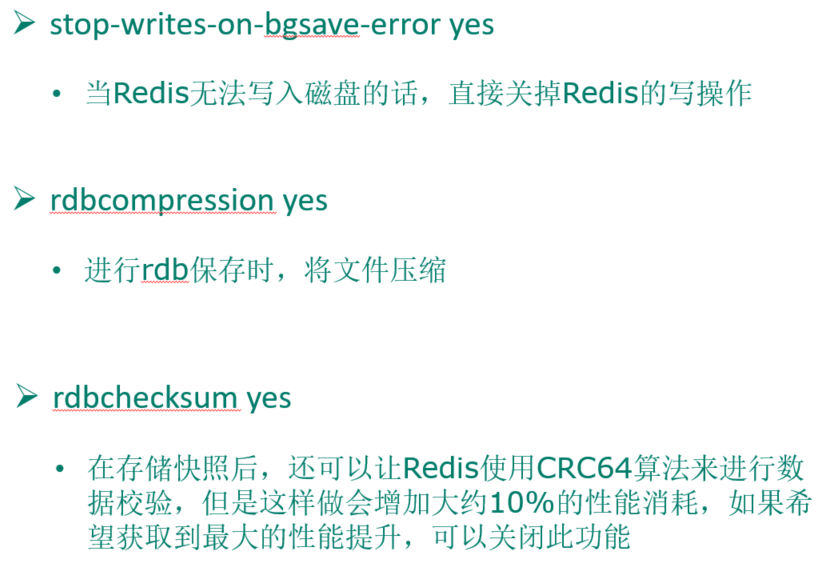 ➢ stop-writes-on-bgsave-error yes
• 当Redis无法写入磁盘的话，直接关掉Redis的写操作
➢ rdbcompression yes
• 进行rdb保存时，将文件压缩
➢ rdbchecksum yes
• 在存储快照后，还可以让Redis使用CRC64算法来进行数
据校验，但是这样做会增加大约10%的性能消耗，如果希
望获取到最大的性能提升，可以关闭此功能